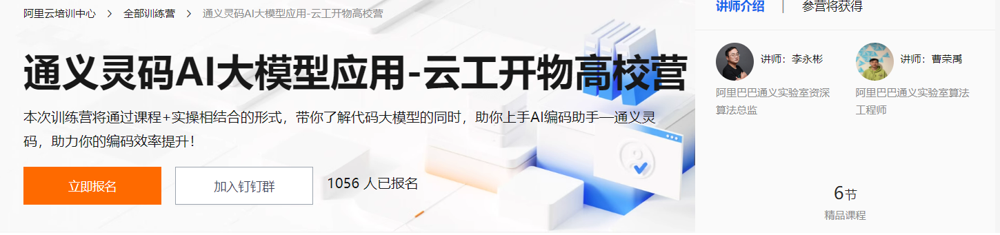 阿里云培训中心 > 全部训练营 > 通义灵码AI大模型应用-云工开物高校营
通义灵码AI大模型应用-云工开物高校营
本次训练营将通过课程+实操相结合的形式，带你了解代码大模型的同时，助你上手AI编码助手—通义灵
码，助力你的编码效率提升！
立即报名
加入钉钉群
1056 人已报名
讲师介绍 | 参营将获得
讲师：李永彬
阿里巴巴通义实验室资深
算法总监
讲师：曹荣禹
阿里巴巴通义实验室算法
工程师
6节
精品课程